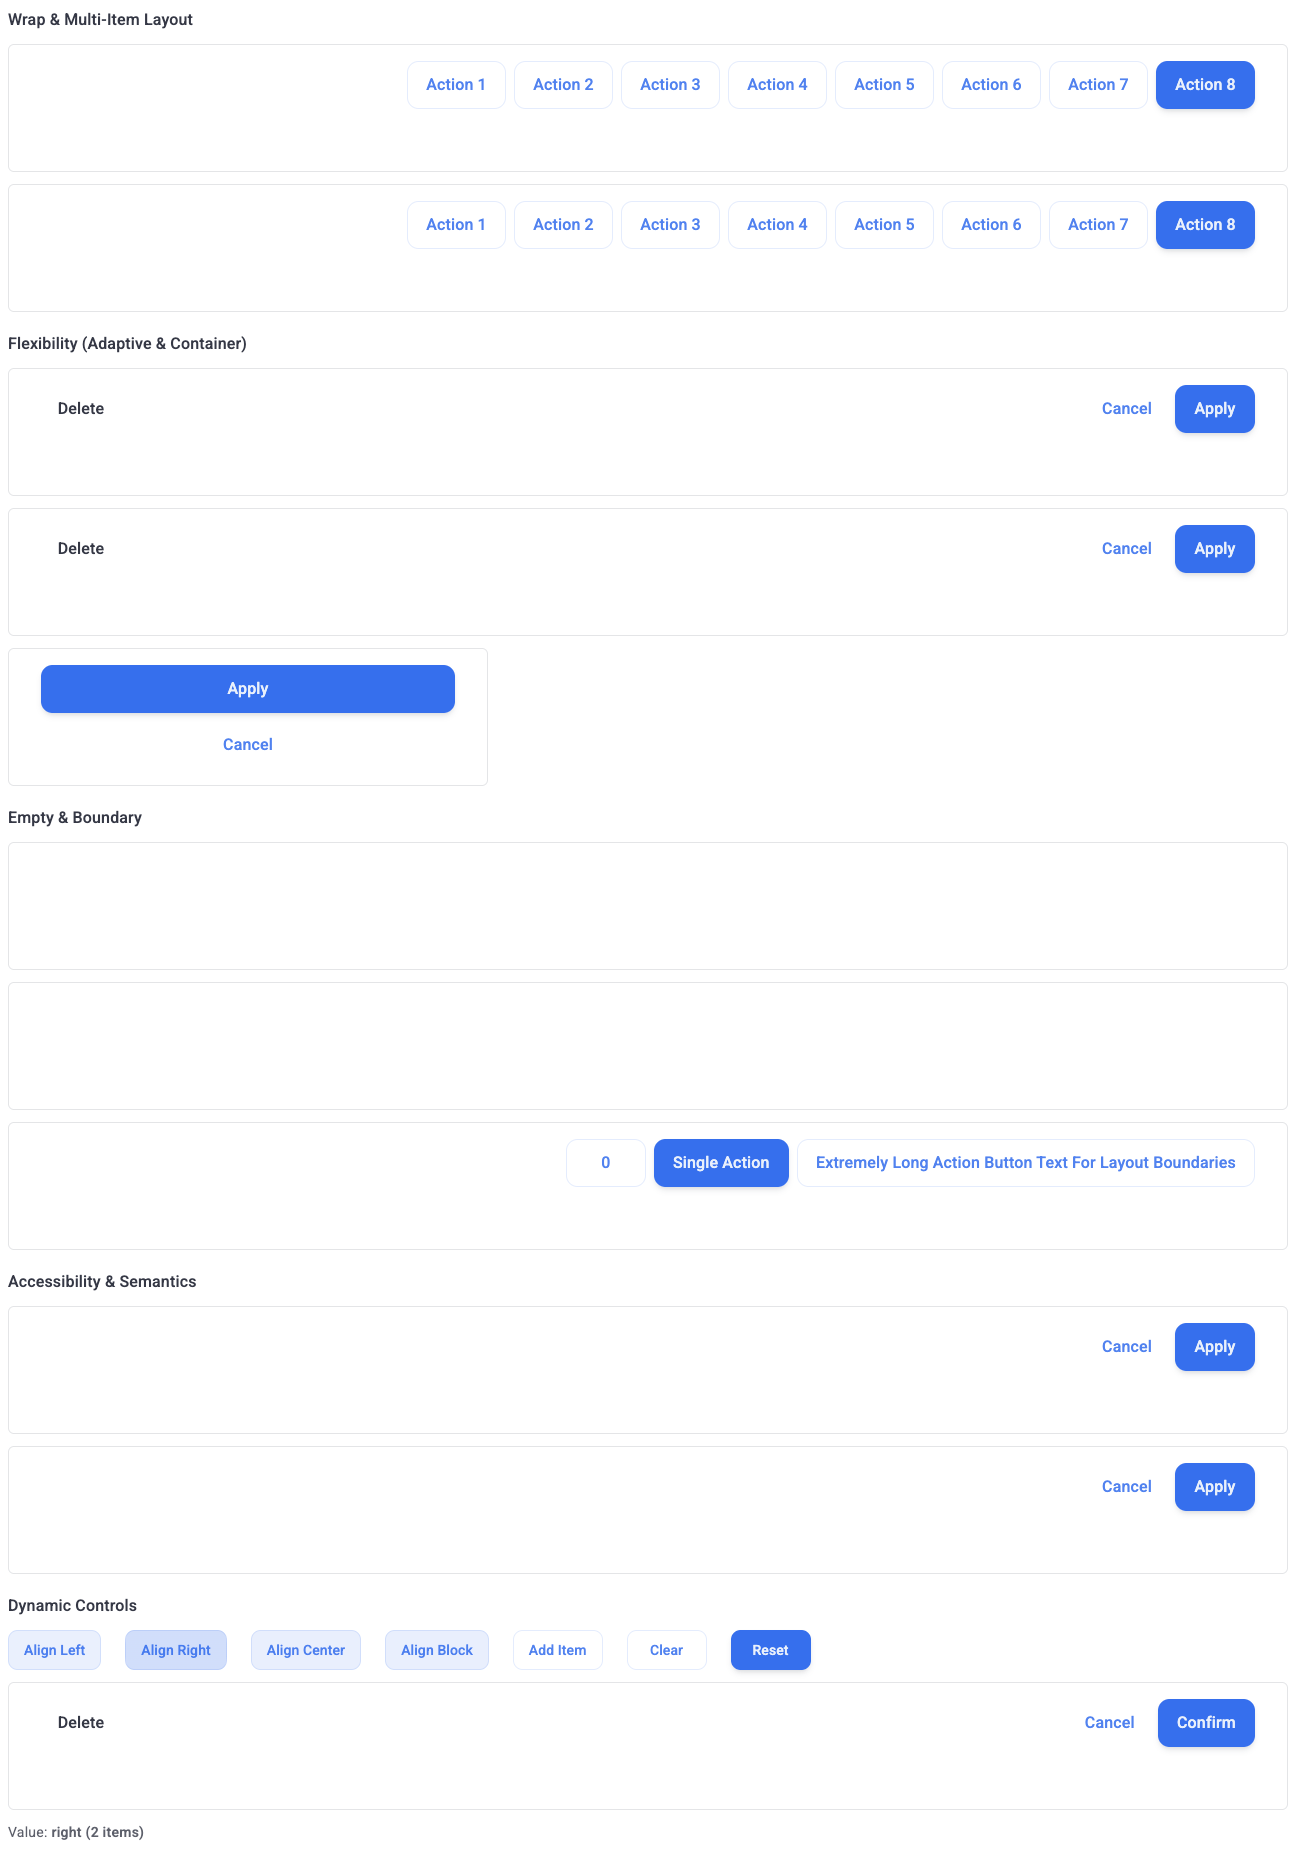 Wrap & Multi-Item Layout
Action 1 Action 2 Action 3 Action 4 Action 5 Action 6 Action 7 Action 8
Action 1 Action 2 Action 3 Action 4 Action 5 Action 6 Action 7 Action 8
Flexibility (Adaptive & Container)
Delete Cancel Apply
Delete Cancel Apply
Apply
Cancel
Empty & Boundary
0 Single Action Extremely Long Action Button Text For Layout Boundaries
Accessibility & Semantics
Cancel Apply
Cancel Apply
Dynamic Controls
Align Left Align Right Align Center Align Block Add Item Clear Reset
Delete Cancel Confirm
Value: right (2 items)